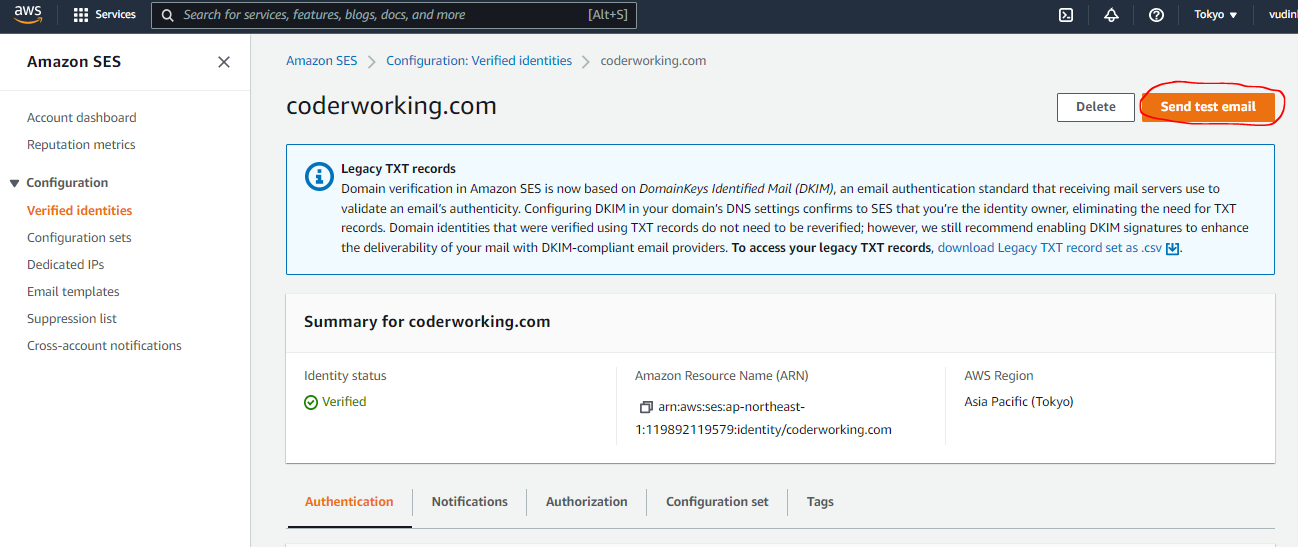 aws Services Search for services, features, blogs, docs, and more [Alt+S] Tokyo
Amazon SES
Amazon SES Configuration: Verified identities coderworking.com
coderworking.com
Delete Send test email
Account dashboard
Reputation metrics
Configuration
Verified identities
Configuration sets
Dedicated IPs
Email templates
Suppression list
Cross-account notifications
Legacy TXT records
Domain verification in Amazon SES is now based on DomainKeys Identified Mail (DKIM), an email authentication standard that receiving mail servers use to
validate an email's authenticity. Configuring DKIM in your domain's DNS settings confirms to SES that you're the identity owner, eliminating the need for TXT
records. Domain identities that were verified using TXT records do not need to be reverified; however, we still recommend enabling DKIM signatures to enhance
the deliverability of your mail with DKIM-compliant email providers. To access your legacy TXT records, download Legacy TXT record set as .csv.
Summary for coderworking.com
Identity status
Verified
Amazon Resource Name (ARN)
arn:aws:ses:ap-northeast-
1:119892119579:identity/coderworking.com
AWS Region
Asia Pacific (Tokyo)
Authentication Notifications Authorization Configuration set Tags